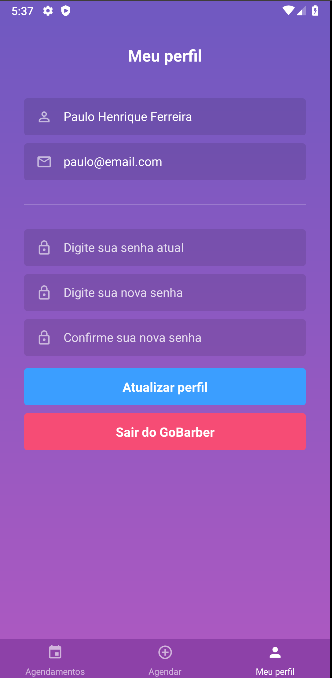 5:37
Meu perfil
Paulo Henrique Ferreira
paulo@email.com
Digite sua senha atual
Digite sua nova senha
Confirme sua nova senha
Atualizar perfil
Sair do GoBarber
Agendamentos
Agendar
Meu perfil